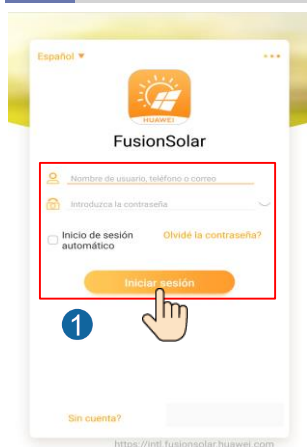 Español ▼
HUAWEI
FusionSolar
Nombre de usuario, teléfono o correo
Introduzca la contraseña
Inicio de sesión automático
Olvidé la contraseña?
Iniciar sesión
1
Sin cuenta?
https://intl.fusionsolar.huawei.com